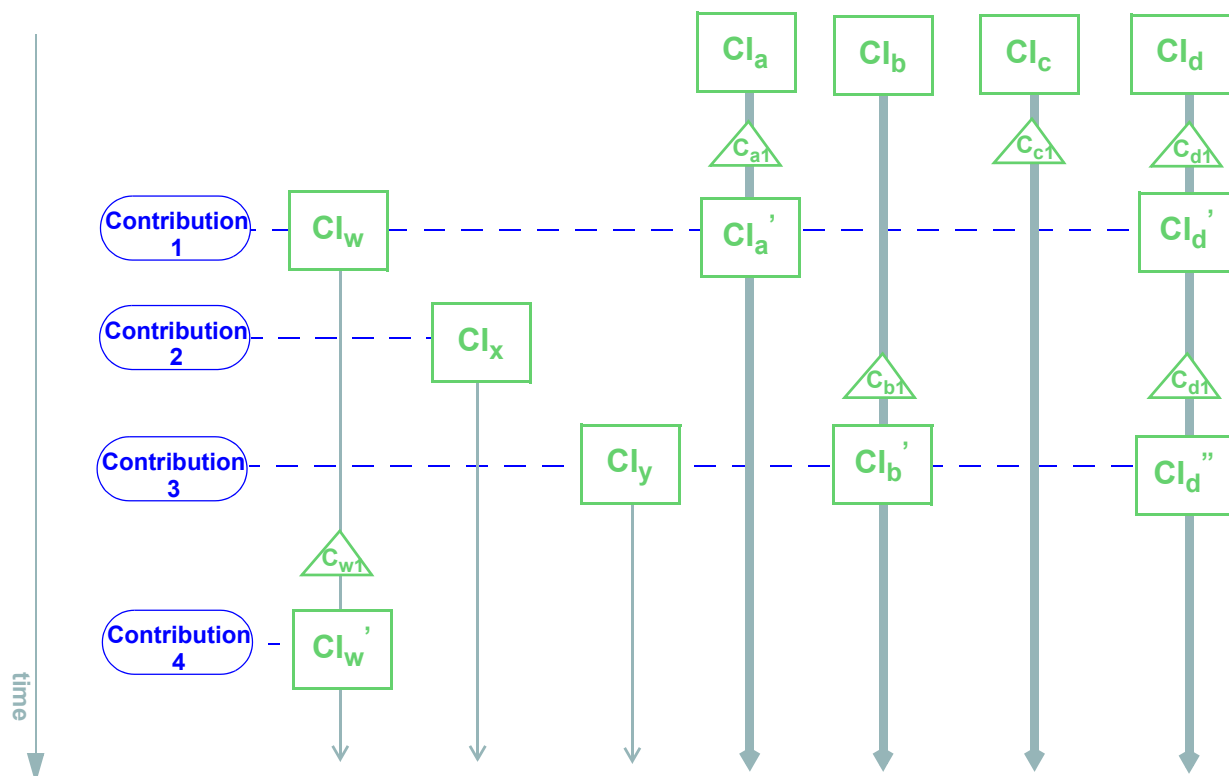 CIa CIb CIc CId
Ca1 Cc1 Cd1
Contribution
1
CIw CIa’ CId’
Contribution
2
CIx
Cb1 Cd1
Contribution
3
CIy CIb’ CId”
Cw1
Contribution
4
CIw’
time